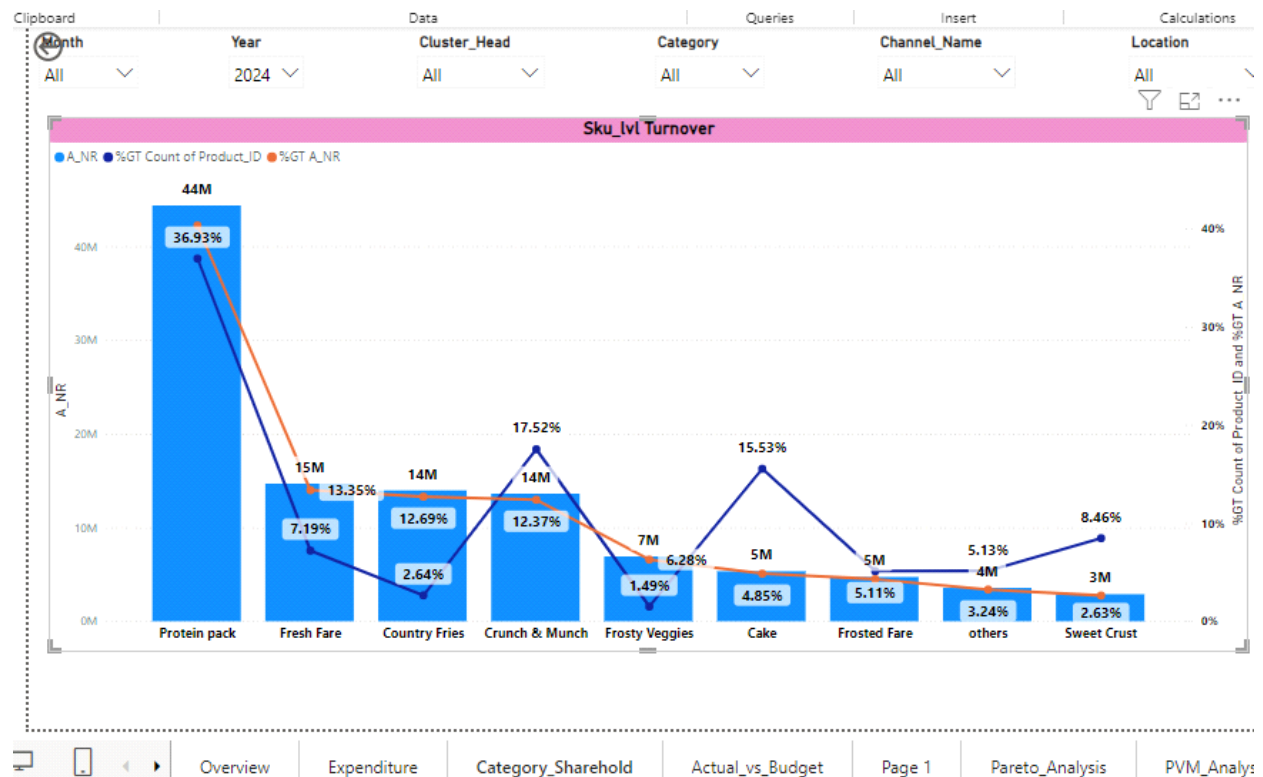 Clipboard Data Queries Insert Calculations
Month Year Cluster_Head Category Channel_Name Location
All 2024 All All All All
Sku_lvl Turnover
A_NR %GT Count of Product_ID %GT A_NR
44M
36.93%
40M
40%
30M
30%
20M
20%
10M
10%
0M
0%
A_NR
%GT Count of Product_ID and %GT A_NR
15M
13.35%
7.19%
14M
12.69%
2.64%
17.52%
14M
12.37%
7M
6.28%
1.49%
15.53%
5M
4.85%
5M
5.11%
5.13%
4M
3.24%
8.46%
3M
2.63%
Protein pack Fresh Fare Country Fries Crunch & Munch Frosty Veggies Cake Frosted Fare others Sweet Crust
Overview Expenditure Category_Sharehold Actual_vs_Budget Page 1 Pareto_Analysis PVM_Analys